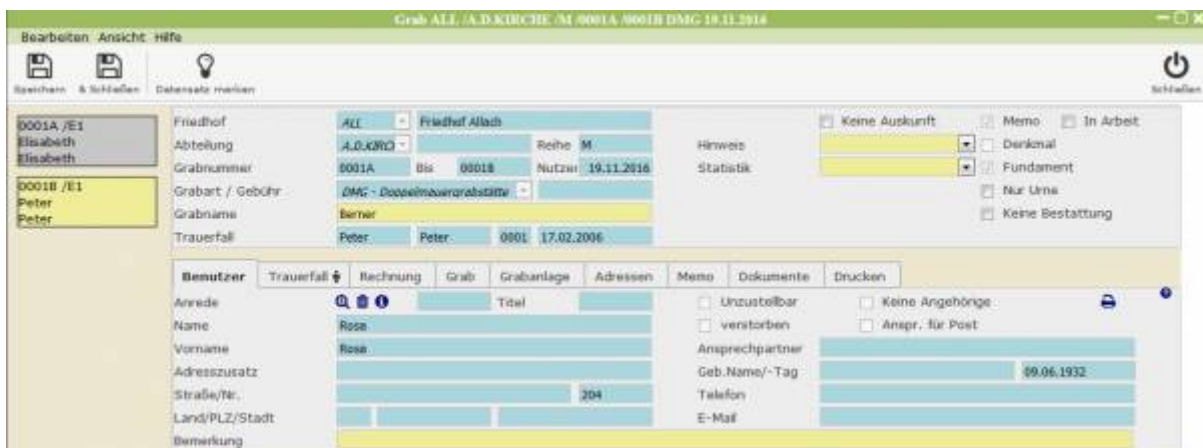 Grab ALL /A.D.KIRCHE /M /0001A /0001B DMG 19.11.2016
Bearbeiten Ansicht Hilfe
Speichern & Schließen Datensatz merken Schließen
0001A /E1
Elisabeth
Elisabeth
0001B /E1
Peter
Peter
Friedhof ALL Friedhof Allach Keine Auskunft Memo In Arbeit
Abteilung A.D.KIRC Reihe M Hinweis Denkmal
Grabnummer 0001A Bis 0001B Nutzer 19.11.2016 Statistik Fundament
Grabart / Gebühr DMG - Doppelmauergrabstätte Nur Urne
Grabname Berner Keine Bestattung
Trauerfall Peter Peter 0001 17.02.2006
Benutzer Trauerfall Rechnung Grab Grabanlage Adressen Memo Dokumente Drucken
Anrede Titel Unzustellbar Keine Angehörige
Name Rosa verstorben Anspr. für Post
Vorname Rosa Ansprechpartner
Adresszusatz Geb.Name/-Tag 09.06.1932
Straße/Nr. 204 Telefon
Land/PLZ/Stadt E-Mail
Bemerkung